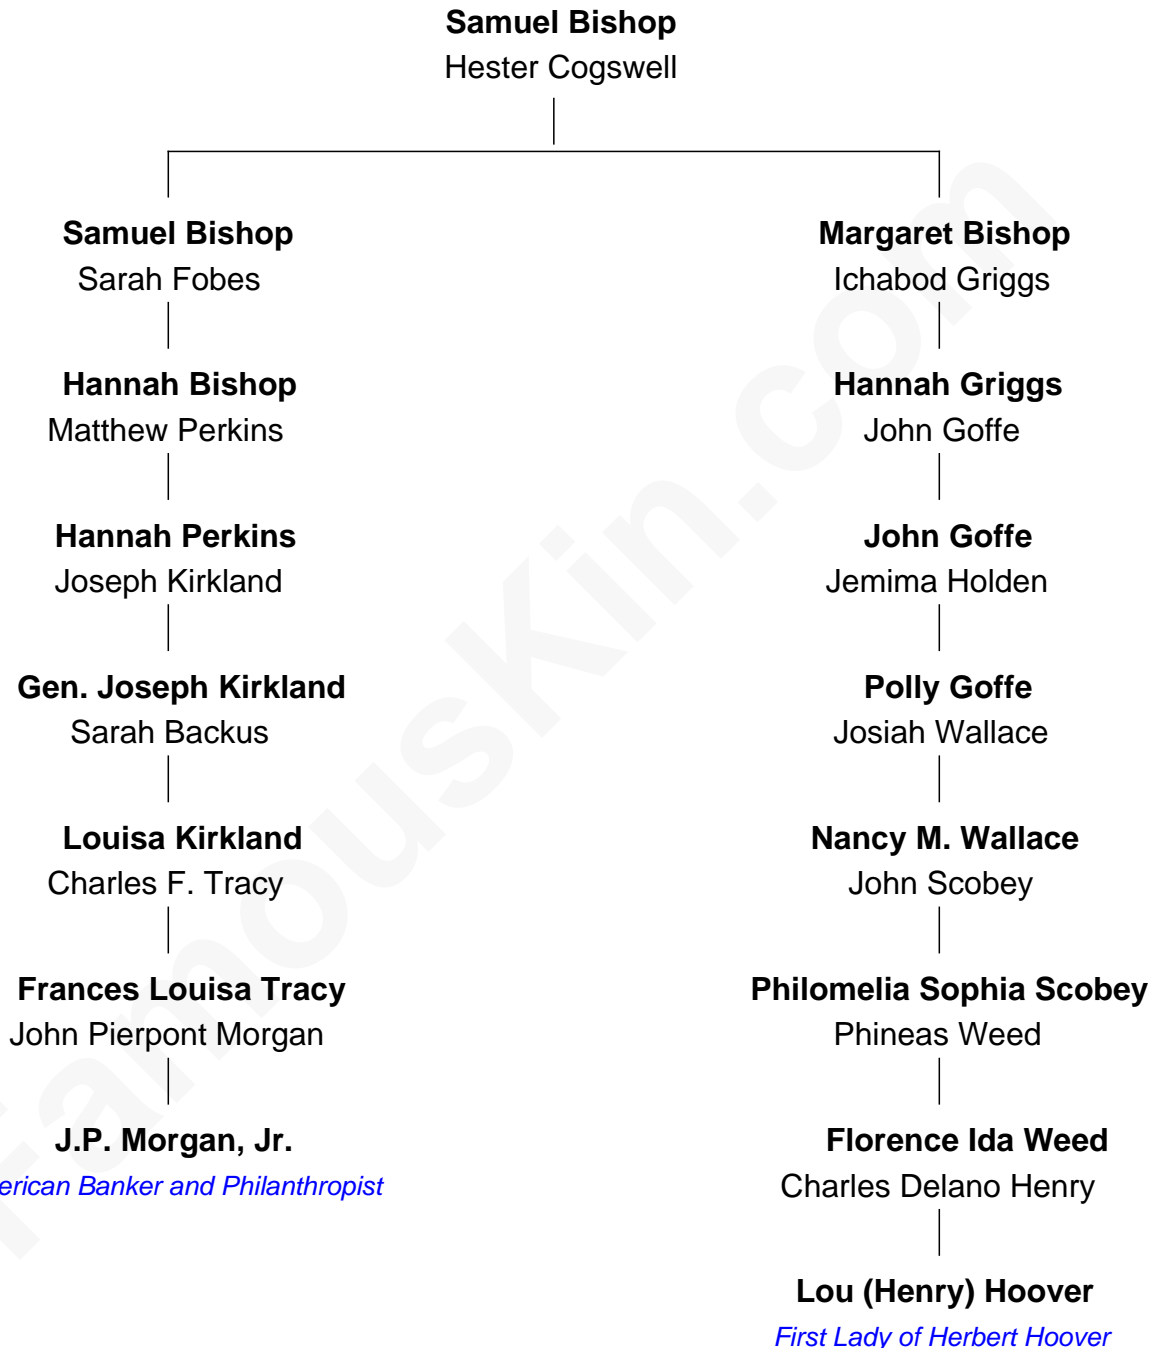 Samuel Bishop
Hester Cogswell
Samuel Bishop
Sarah Fobes
Hannah Bishop
Matthew Perkins
Hannah Perkins
Joseph Kirkland
Gen. Joseph Kirkland
Sarah Backus
Louisa Kirkland
Charles F. Tracy
Frances Louisa Tracy
John Pierpont Morgan
J.P. Morgan, Jr.
erican Banker and Philanthropist
Margaret Bishop
Ichabod Griggs
Hannah Griggs
John Goffe
John Goffe
Jemima Holden
Polly Goffe
Josiah Wallace
Nancy M. Wallace
John Scobey
Philomelia Sophia Scobey
Phineas Weed
Florence Ida Weed
Charles Delano Henry
Lou (Henry) Hoover
First Lady of Herbert Hoover
FamousKin.com